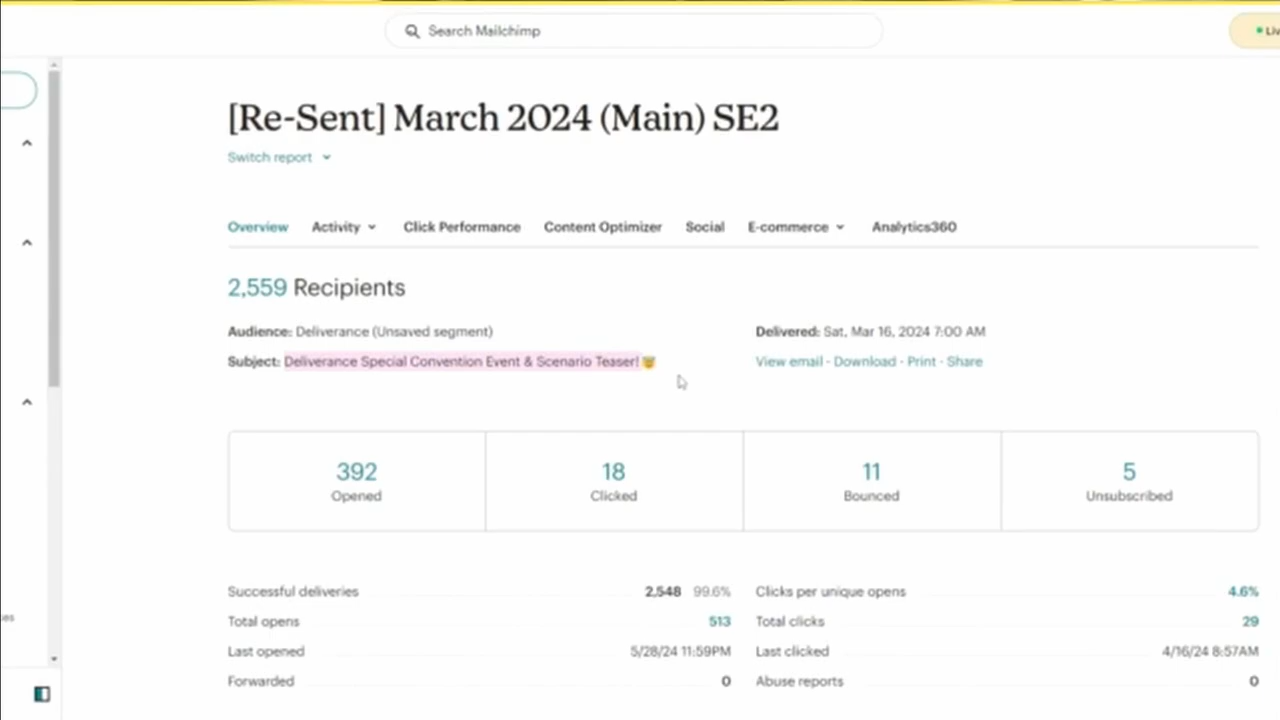 Search Mailchimp
[Re-Sent] March 2024 (Main) SE2
Switch report
Overview Activity Click Performance Content Optimizer Social E-commerce Analytics360
2,559 Recipients
Audience: Deliverance (Unsaved segment)
Delivered: Sat, Mar 16, 2024 7:00 AM
Subject: Deliverance Special Convention Event & Scenario Teaser!
View email · Download · Print · Share
392 18 11 5
Opened Clicked Bounced Unsubscribed
Successful deliveries 2,548 99.6% Clicks per unique opens 4.6%
Total opens 513 Total clicks 29
Last opened 5/28/24 11:59PM Last clicked 4/16/24 8:57AM
Forwarded 0 Abuse reports 0